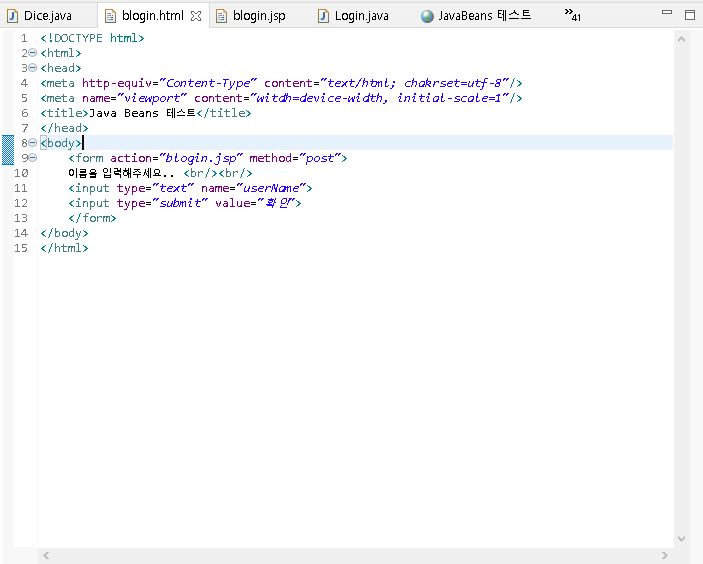 Dice.java blogin.html blogin.jsp Login.java JavaBeans 테스트 »41
1 <!DOCTYPE html>
2 <html>
3 <head>
4 <meta http-equiv="Content-Type" content="text/html; chakrset=utf-8"/>
5 <meta name="viewport" content="witdh=device-width, initial-scale=1"/>
6 <title>Java Beans 테스트</title>
7 </head>
8 <body>
9 <form action="blogin.jsp" method="post">
10 이름을 입력해주세요.. <br/><br/>
11 <input type="text" name="userName">
12 <input type="submit" value="확인">
13 </form>
14 </body>
15 </html>